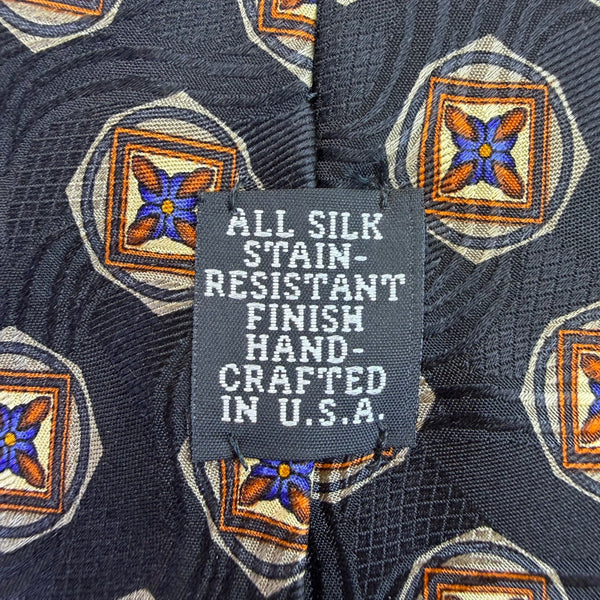 ALL SILK
STAIN-
RESISTANT
FINISH
HAND-
CRAFTED
IN U.S.A.